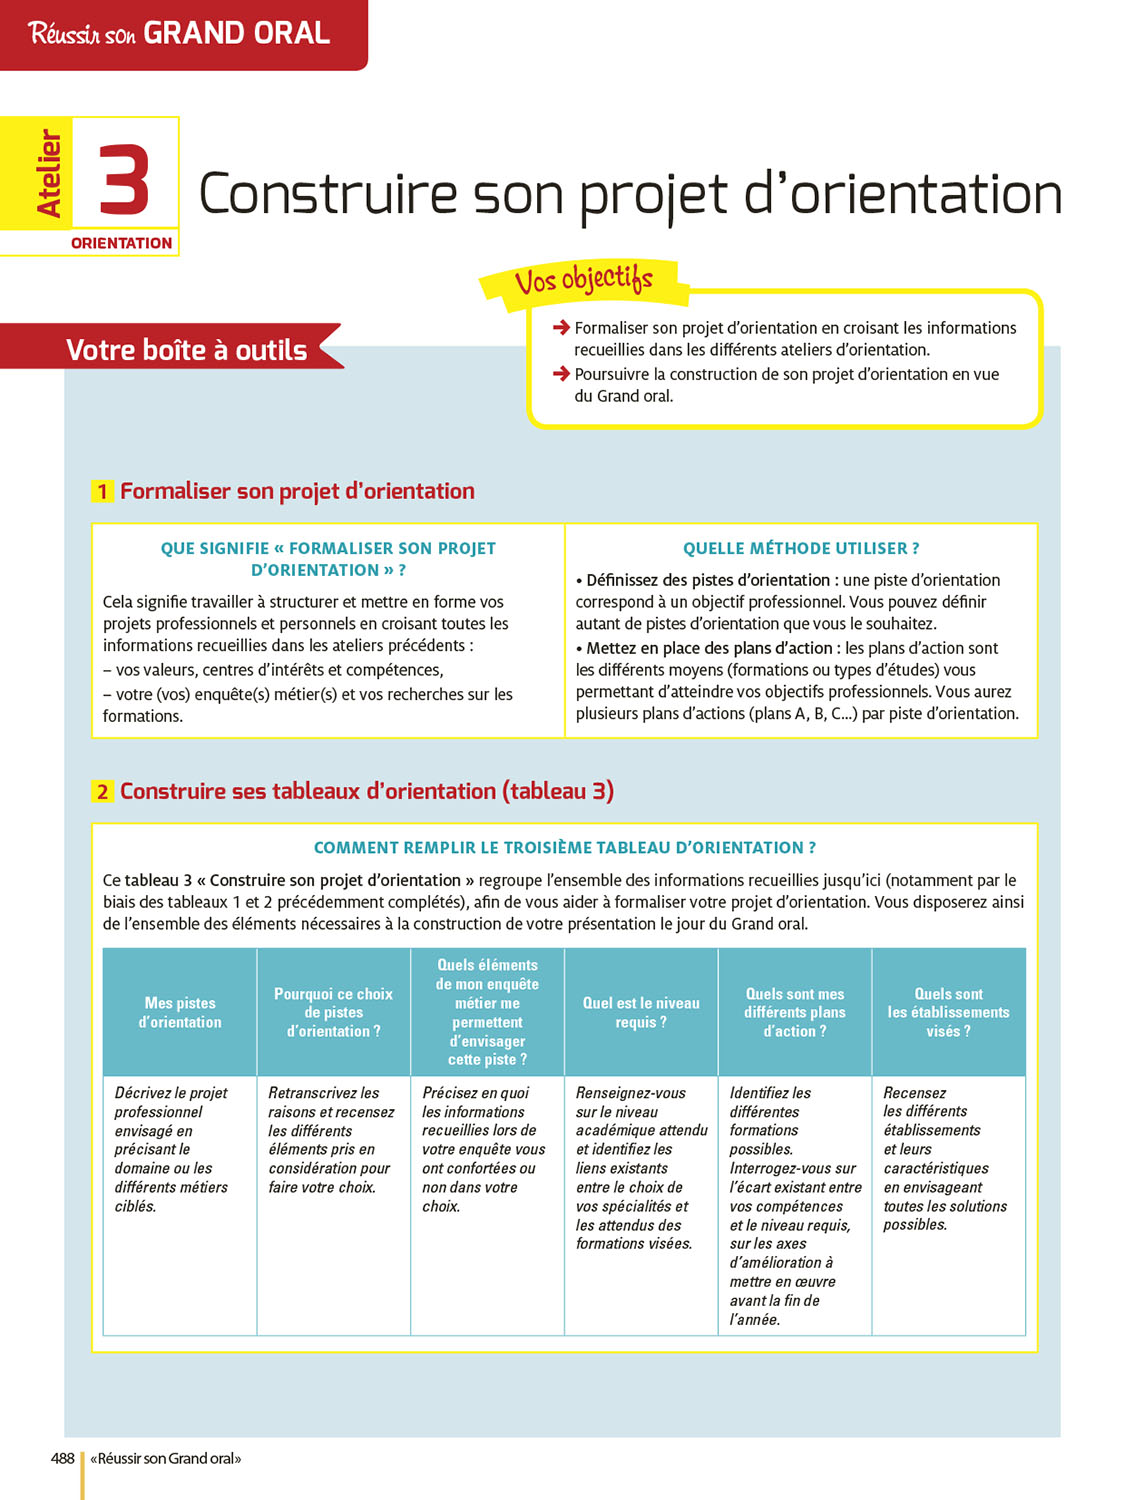 Réussir son GRAND ORAL
Atelier
3
ORIENTATION
Construire son projet d'orientation
Vos objectifs
➔ Formaliser son projet d'orientation en croisant les informations
recueillies dans les différents ateliers d'orientation.
➔ Poursuivre la construction de son projet d'orientation en vue
du Grand oral.
Votre boîte à outils
1 Formaliser son projet d'orientation
QUE SIGNIFIE « FORMALISER SON PROJET
D'ORIENTATION » ?
Cela signifie travailler à structurer et mettre en forme vos
projets professionnels et personnels en croisant toutes les
informations recueillies dans les ateliers précédents :
– vos valeurs, centres d'intérêts et compétences,
– votre (vos) enquête(s) métier(s) et vos recherches sur les
formations.
QUELLE MÉTHODE UTILISER ?
• Définissez des pistes d'orientation : une piste d'orientation
correspond à un objectif professionnel. Vous pouvez définir
autant de pistes d'orientation que vous le souhaitez.
• Mettez en place des plans d'action : les plans d'action sont
les différents moyens (formations ou types d'études) vous
permettant d'atteindre vos objectifs professionnels. Vous aurez
plusieurs plans d'actions (plans A, B, C…) par piste d'orientation.
2 Construire ses tableaux d'orientation (tableau 3)
COMMENT REMPLIR LE TROISIÈME TABLEAU D'ORIENTATION ?
Ce tableau 3 « Construire son projet d'orientation » regroupe l'ensemble des informations recueillies jusqu'ici (notamment par le
biais des tableaux 1 et 2 précédemment complétés), afin de vous aider à formaliser votre projet d'orientation. Vous disposerez ainsi
de l'ensemble des éléments nécessaires à la construction de votre présentation le jour du Grand oral.
Mes pistes
d'orientation
Pourquoi ce choix
de pistes
d'orientation ?
Quels éléments
de mon enquête
métier me
permettent
d'envisager
cette piste ?
Quel est le niveau
requis ?
Quels sont mes
différents plans
d'action ?
Quels sont
les établissements
visés ?
Décrivez le projet
professionnel
envisagé en
précisant le
domaine ou les
différents métiers
ciblés.
Retranscrivez les
raisons et recensez
les différents
éléments pris en
considération pour
faire votre choix.
Précisez en quoi
les informations
recueillies lors de
votre enquête vous
ont confortées ou
non dans votre
choix.
Renseignez-vous
sur le niveau
académique attendu
et identifiez les
liens existants
entre le choix de
vos spécialités et
les attendus des
formations visées.
Identifiez les
différentes
formations
possibles.
Interrogez-vous sur
l'écart existant entre
vos compétences
et le niveau requis,
sur les axes
d'amélioration à
mettre en œuvre
avant la fin de
l'année.
Recensez
les différents
établissements
et leurs
caractéristiques
en envisageant
toutes les solutions
possibles.
488 «Réussir son Grand oral»